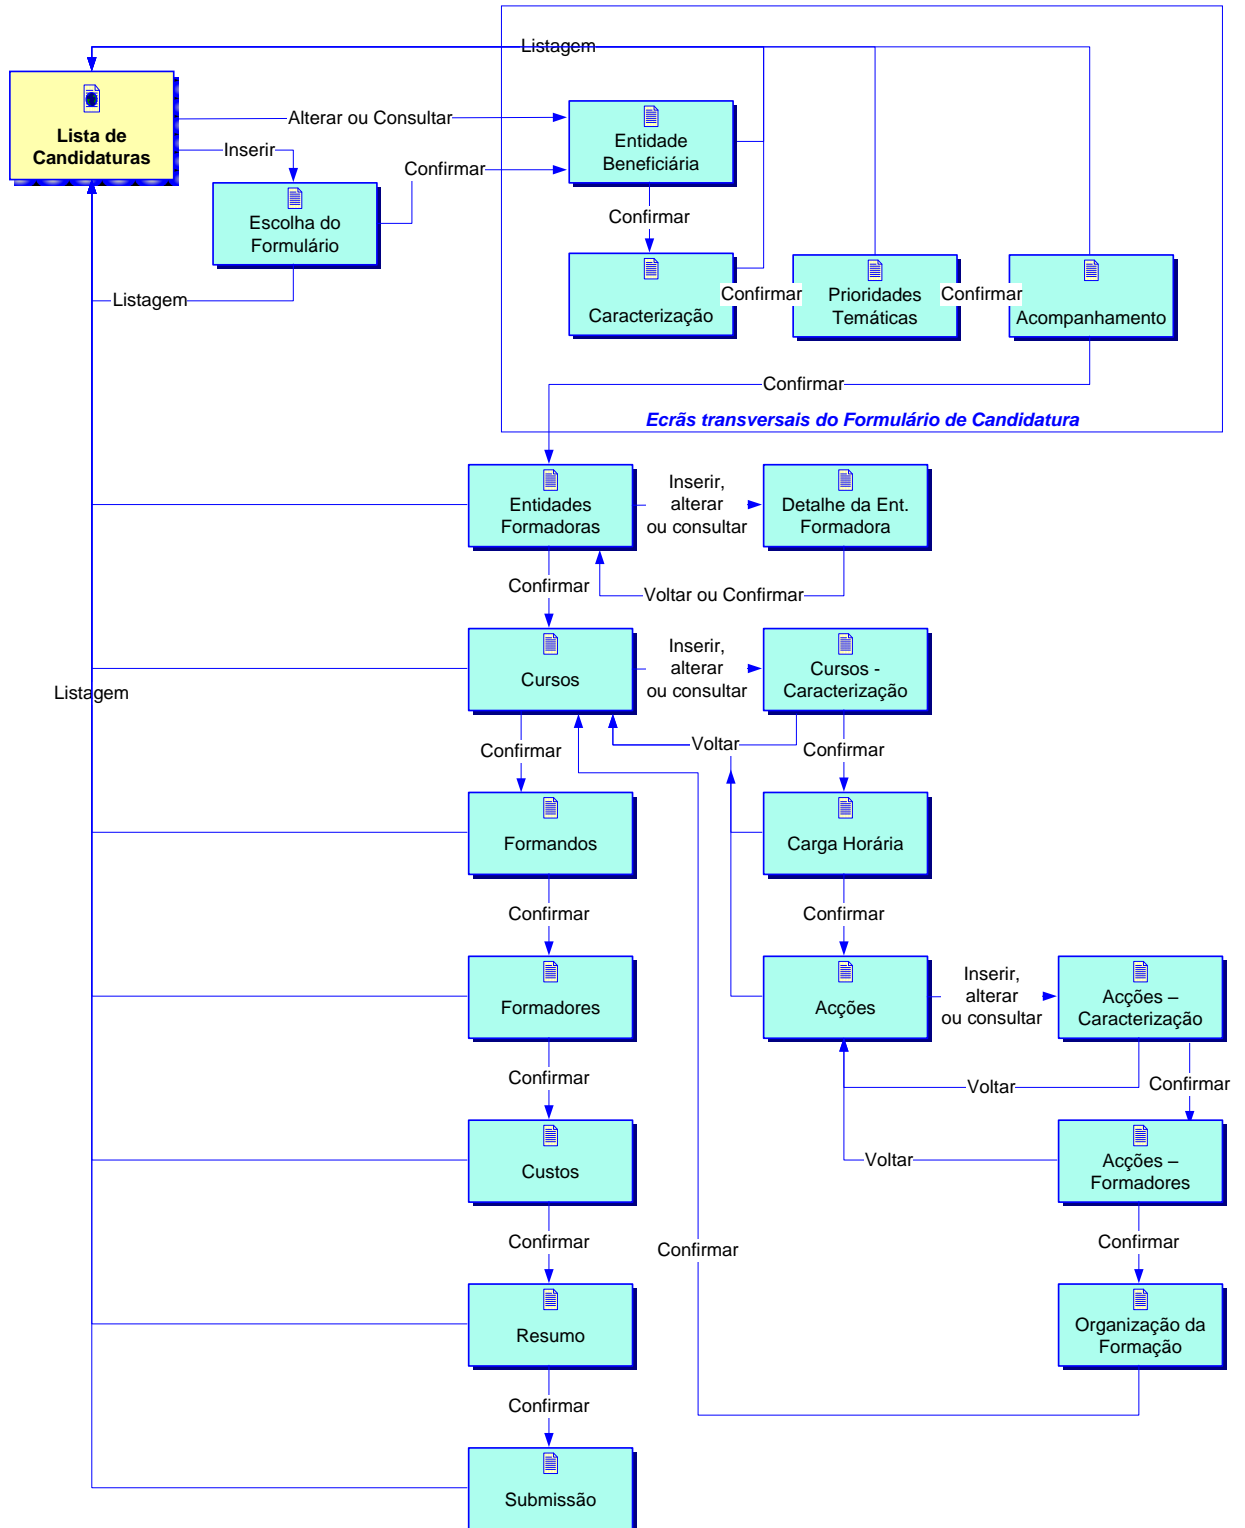 Listagem
Lista de
Candidaturas
Alterar ou Consultar
Entidade
Beneficiária
Inserir
Confirmar
Escolha do
Formulário
Confirmar
Listagem
Caracterização
Confirmar
Prioridades
Temáticas
Confirmar
Acompanhamento
Confirmar
Ecrãs transversais do Formulário de Candidatura
Entidades
Formadoras
Inserir,
alterar
ou consultar
Detalhe da Ent.
Formadora
Confirmar
Voltar ou Confirmar
Cursos
Inserir,
alterar
ou consultar
Cursos -
Caracterização
Listagem
Confirmar
Voltar
Confirmar
Formandos
Carga Horária
Confirmar
Confirmar
Formadores
Acções
Inserir,
alterar
ou consultar
Acções –
Caracterização
Confirmar
Voltar
Confirmar
Custos
Voltar
Acções –
Formadores
Confirmar
Confirmar
Confirmar
Resumo
Organização da
Formação
Confirmar
Submissão